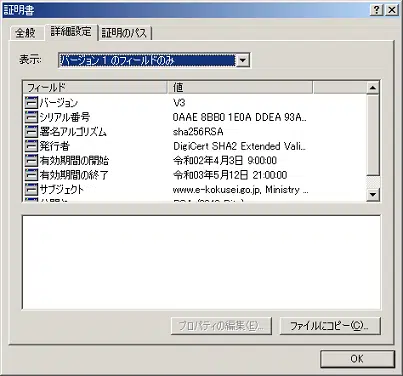 証明書
全般 詳細設定 証明のパス
表示: バージョン 1 のフィールドのみ
フィールド 値
バージョン V3
シリアル番号 0AAE 8BB0 1E0A DDEA 93A...
署名アルゴリズム sha256RSA
発行者 DigiCert SHA2 Extended Vali...
有効期間の開始 令和02年4月3日 9:00:00
有効期間の終了 令和03年5月12日 21:00:00
サブジェクト www.e-kokusei.go.jp, Ministry ...
プロパティの編集(E)... ファイルにコピー(C)...
OK